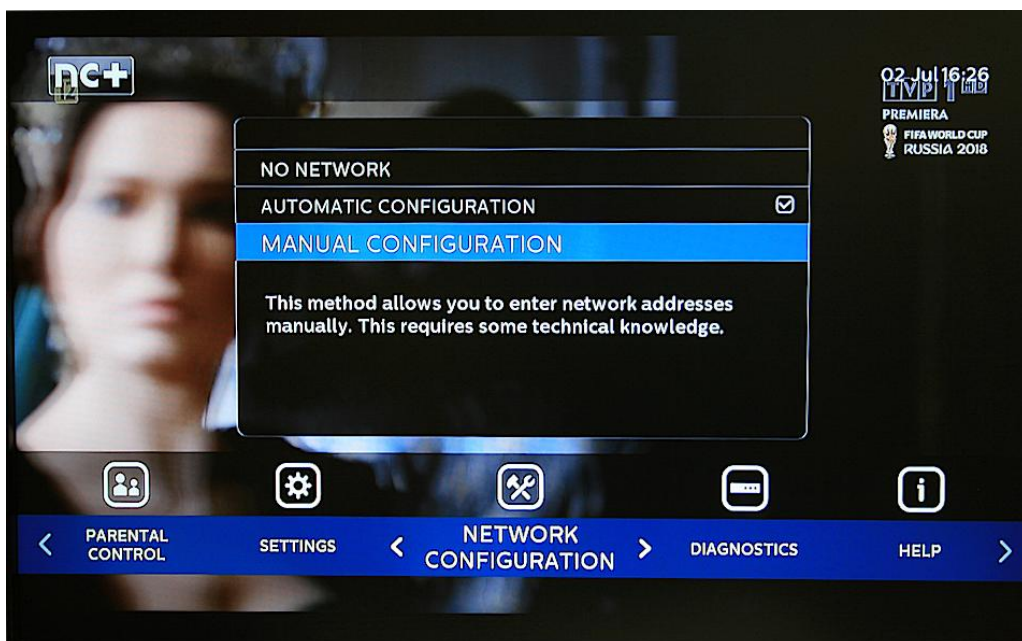 nc+
02 Jul 16:26
TVP 1 HD
PREMIERA
FIFA WORLD CUP
RUSSIA 2018
NO NETWORK
AUTOMATIC CONFIGURATION
MANUAL CONFIGURATION
This method allows you to enter network addresses
manually. This requires some technical knowledge.
PARENTAL
CONTROL
SETTINGS
NETWORK
CONFIGURATION
DIAGNOSTICS
HELP